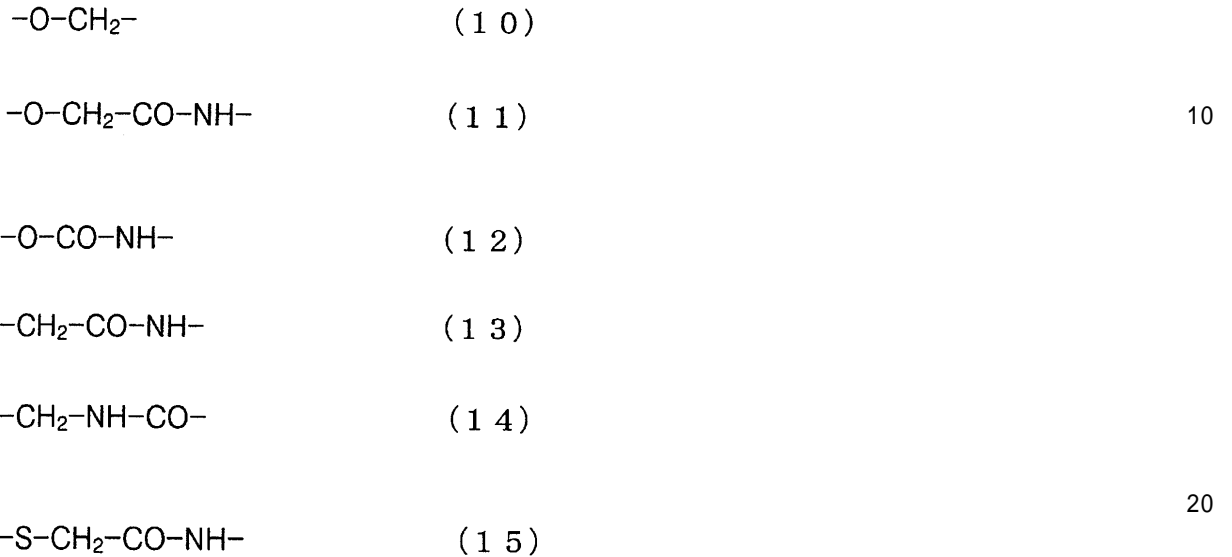 -O-CH₂- (10)
-O-CH₂-CO-NH- (11) 10
-O-CO-NH- (12)
-CH₂-CO-NH- (13)
-CH₂-NH-CO- (14)
20
-S-CH₂-CO-NH- (15)